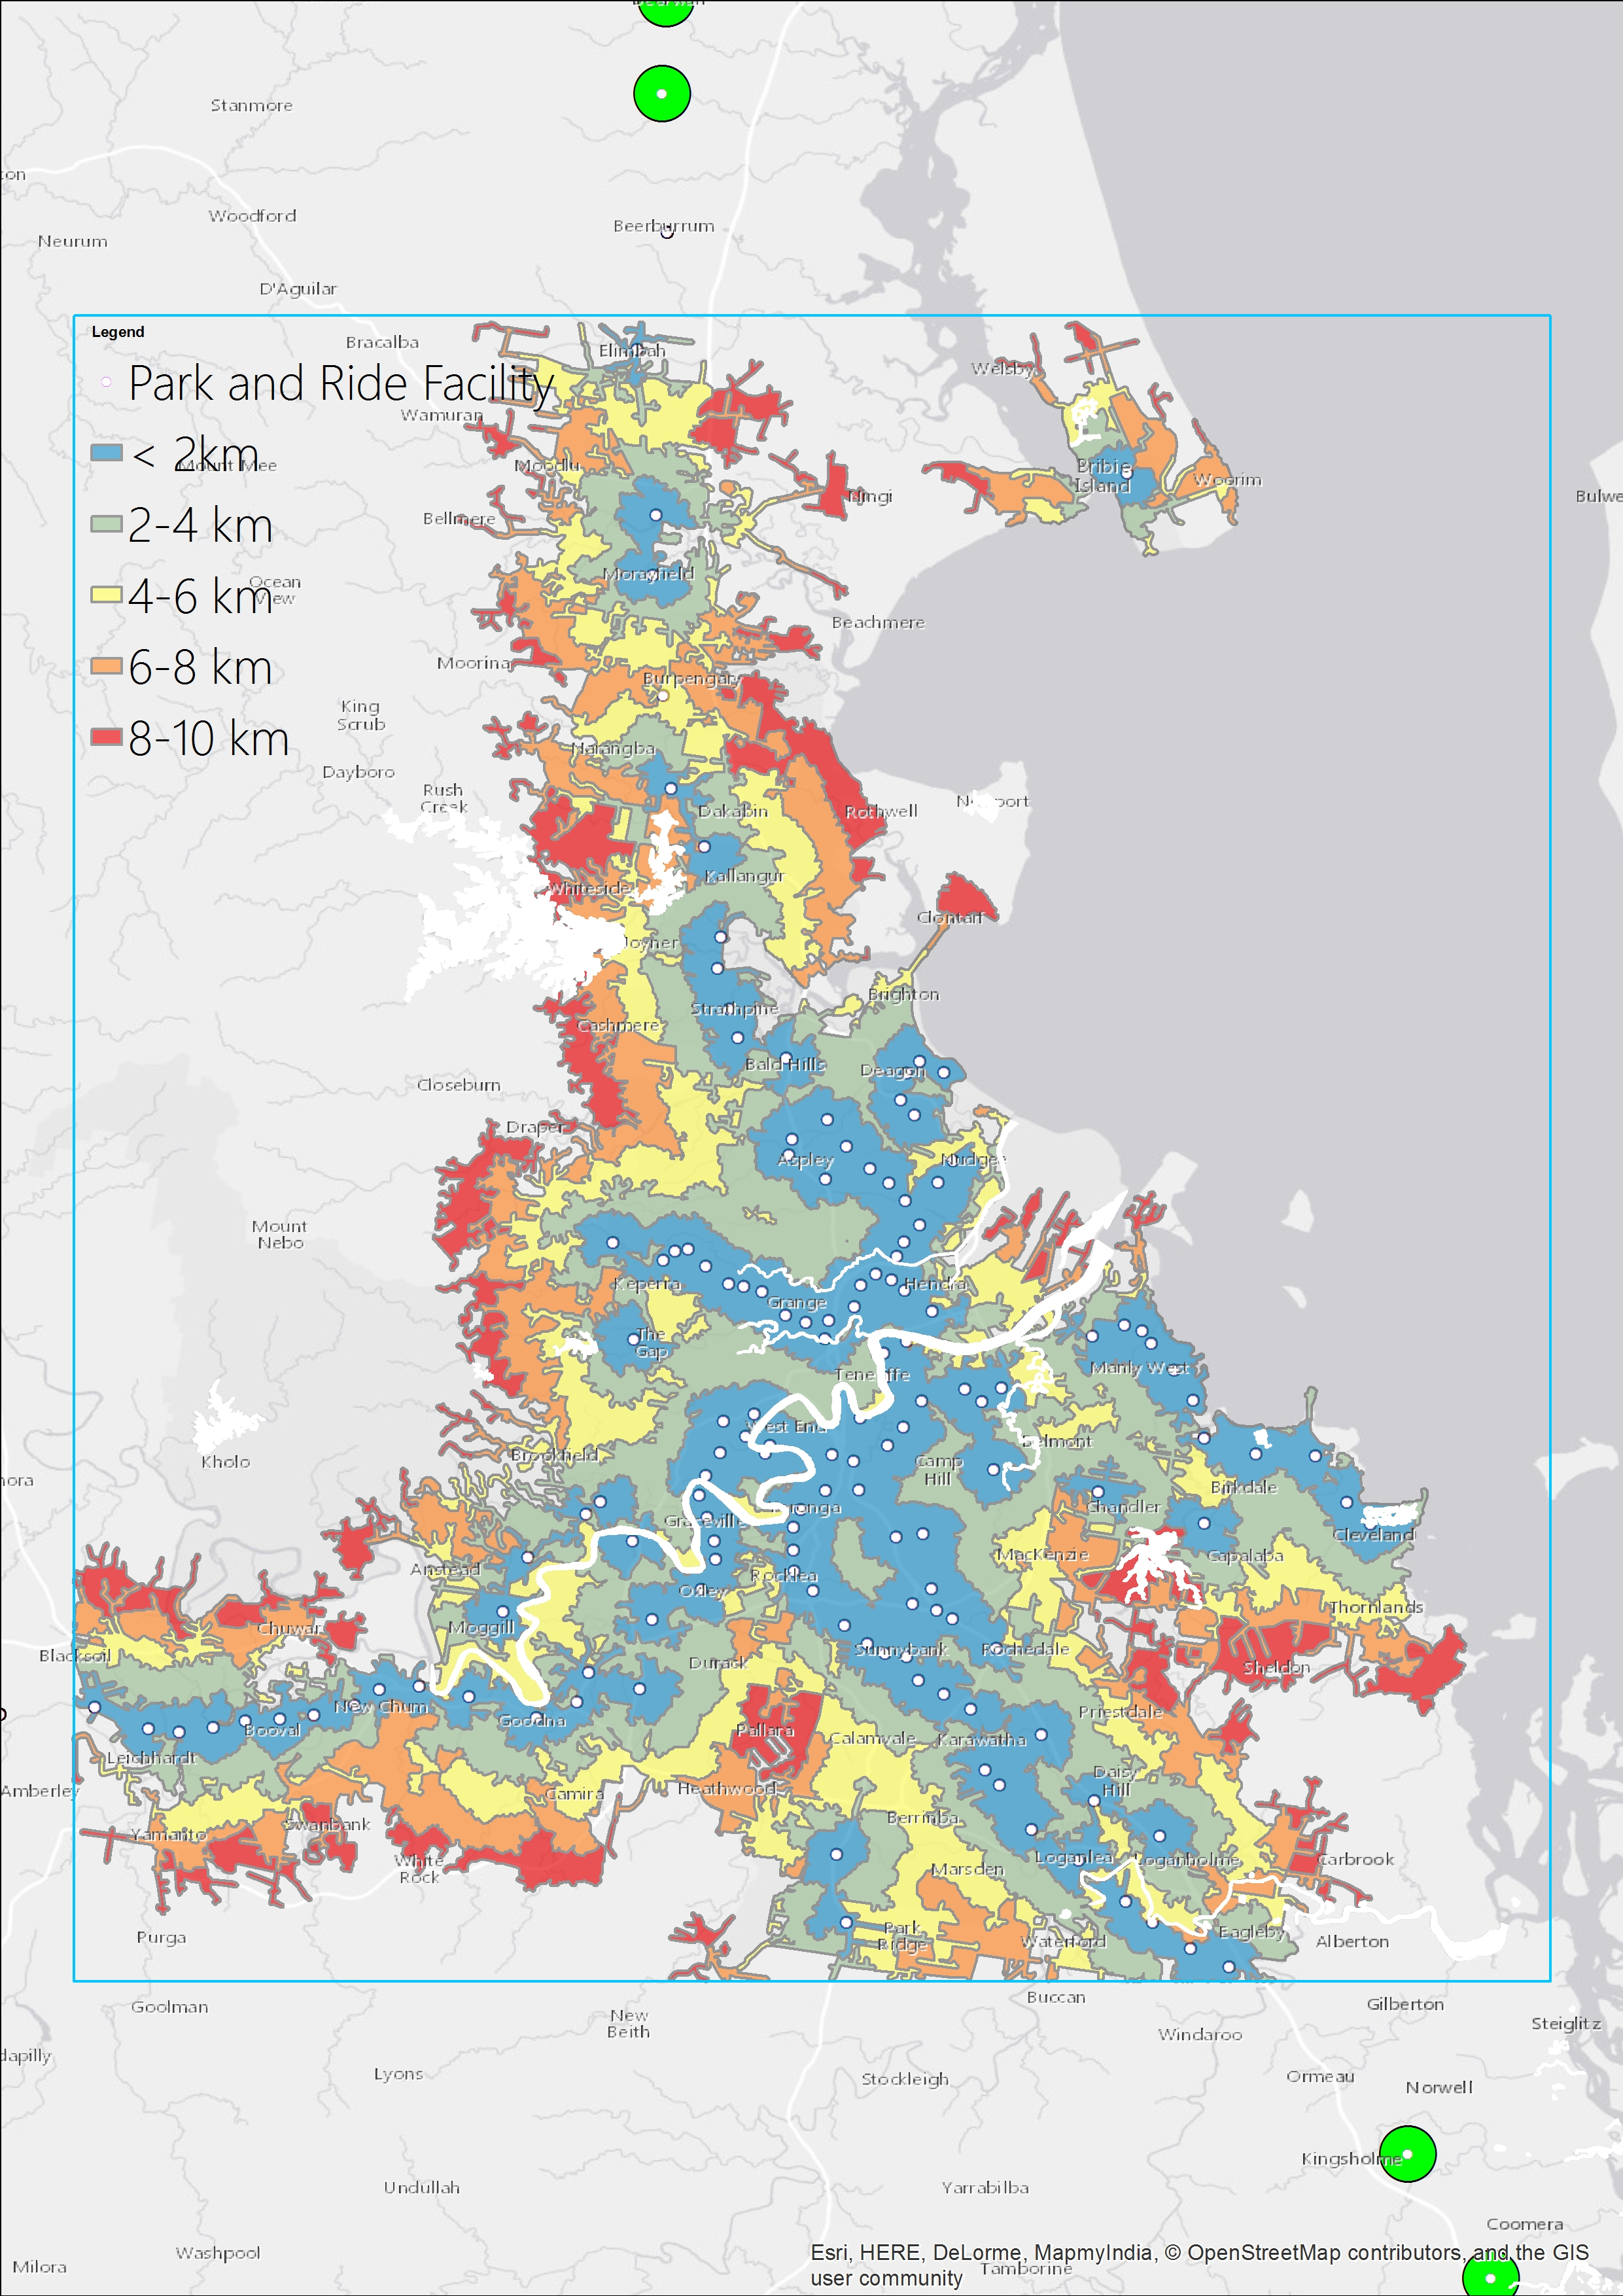 Stanmore
Woodford
Neurum
Beerburrum
D'Aguilar
Legend
Bracalba
Elimbah
Welsby
Park and Ride Facility
Wamuran
< 2km
Mount Mee
Moodlu
Bribie
Island
Woorim
Ningi
2-4 km
Bellmere
Morayfield
Ocean
View
4-6 km
Beachmere
6-8 km
Moorina
Burpengary
King
Scrub
8-10 km
Narangba
Dayboro
Rush
Creek
Dakabin
Rothwell
Newport
Kallangur
Whiteside
Clontarf
Joyner
Brighton
Strathpine
Cashmere
Bald Hills
Deagon
Closeburn
Draper
Aspley
Nudgee
Mount
Nebo
Keperra
Hendra
Grange
The
Gap
Manly West
Teneriffe
West End
Belmont
Brookfield
Kholo
Camp
Hill
Birkdale
Chandler
Graceville
Cleveland
MacKenzie
Capalaba
Anstead
Rocklea
Oxley
Thornlands
Chuwar
Moggill
Blacksoil
Sunnybank
Rochedale
Durack
Sheldon
New Chum
Priestdale
Goodna
Booval
Pallara
Calamvale
Karawatha
Leichhardt
Daisy
Hill
Amberley
Camira
Heathwood
Berrinba
Swanbank
Yamanto
White
Rock
Marsden
Loganlea
Loganholme
Carbrook
Purga
Park
Ridge
Waterford
Eagleby
Alberton
Goolman
Buccan
Gilberton
New
Beith
Steiglitz
Windaroo
Lyons
Stockleigh
Ormeau
Norwell
Kingsholme
Undullah
Yarrabilba
Coomera
Washpool
Milora
Esri, HERE, DeLorme, MapmyIndia, © OpenStreetMap contributors, and the GIS
user community
Tamborine